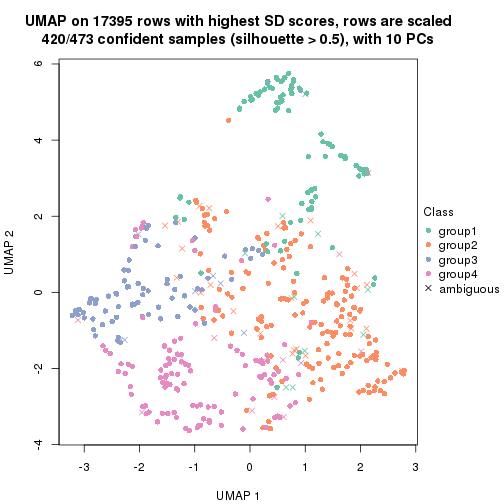 UMAP on 17395 rows with highest SD scores, rows are scaled
420/473 confident samples (silhouette > 0.5), with 10 PCs
6
4
2
0
-2
-4
UMAP 2
-3
-2
-1
0
1
2
3
UMAP 1
Class
group1
group2
group3
group4
ambiguous